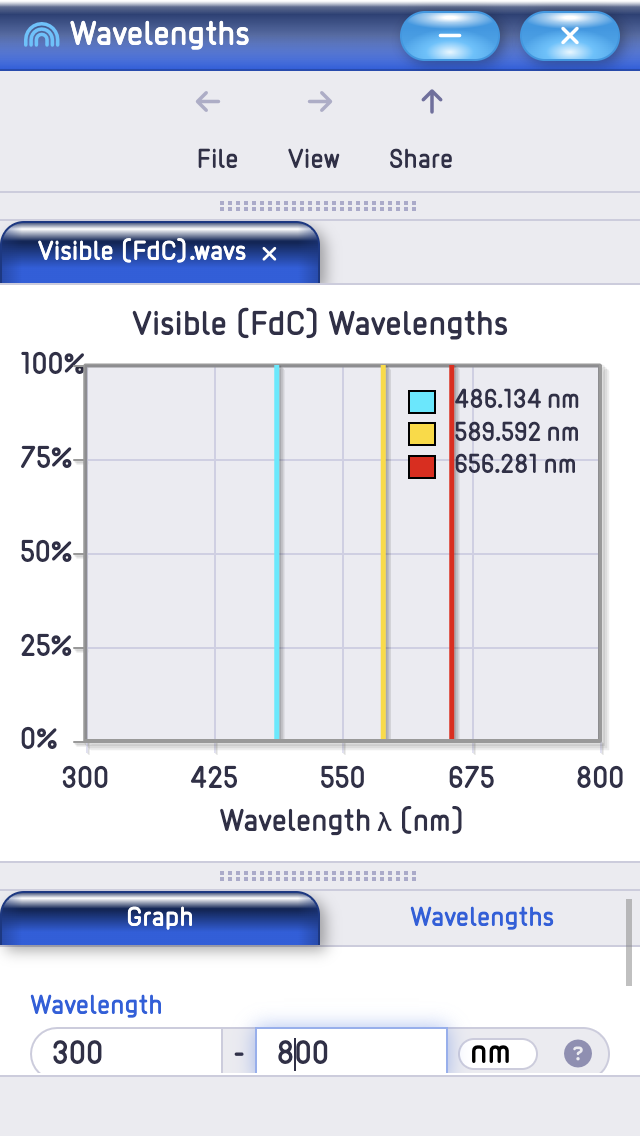 Wavelengths
File View Share
Visible (FdC).wavs ×
Visible (FdC) Wavelengths
100%
486.134 nm
589.592 nm
75%
656.281 nm
50%
25%
0%
300 425 550 675 800
Wavelength λ (nm)
Graph Wavelengths
Wavelength
300 - 800 nm ?